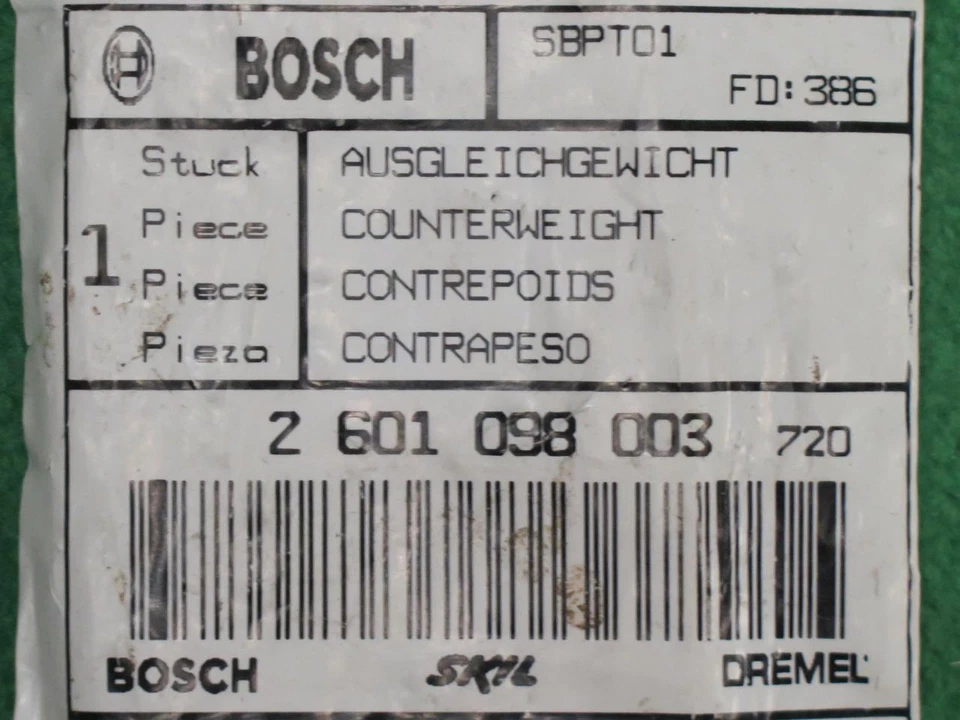 BOSCH
SBPT01
FD:386
1
Stuck
Piece
Piece
Pieza
AUSGLEICHGEWICHT
COUNTERWEIGHT
CONTREPOIDS
CONTRAPESO
2 601 098 003 720
BOSCH SKIL DREMEL